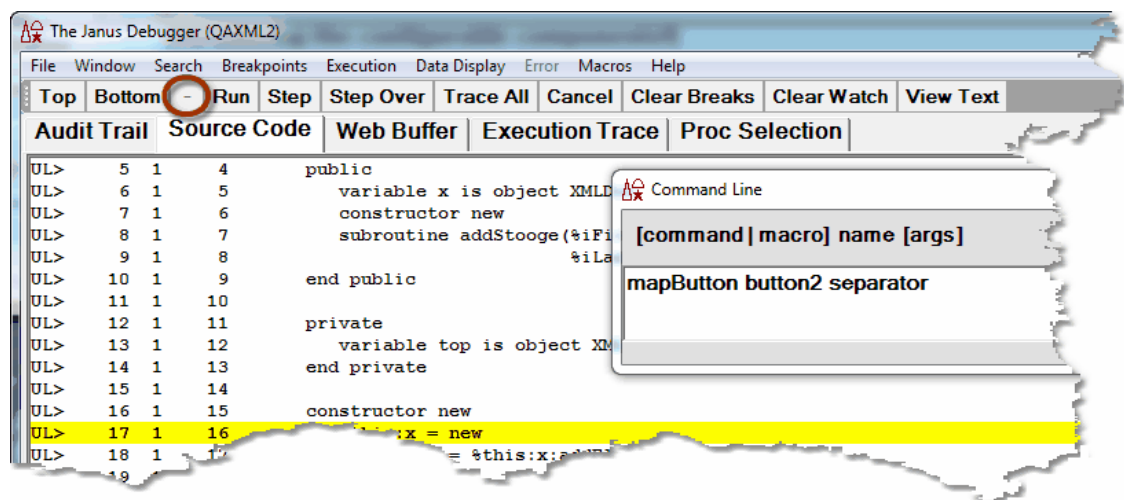 The Janus Debugger (QAXML2)
File Window Search Breakpoints Execution Data Display Error Macros Help
Top Bottom - Run Step Step Over Trace All Cancel Clear Breaks Clear Watch View Text
Audit Trail Source Code Web Buffer Execution Trace Proc Selection
UL> 5 1 4 public
UL> 6 1 5 variable x is object XMLD
UL> 7 1 6 constructor new
UL> 8 1 7 subroutine addStooge(%iFi
UL> 9 1 8 %iLa
UL> 10 1 9 end public
UL> 11 1 10
UL> 12 1 11 private
UL> 13 1 12 variable top is object XM
UL> 14 1 13 end private
UL> 15 1 14
UL> 16 1 15 constructor new
UL> 17 1 16 :x = new
UL> 18 1 = %this:x:
19
Command Line
[command|macro] name [args]
mapButton button2 separator